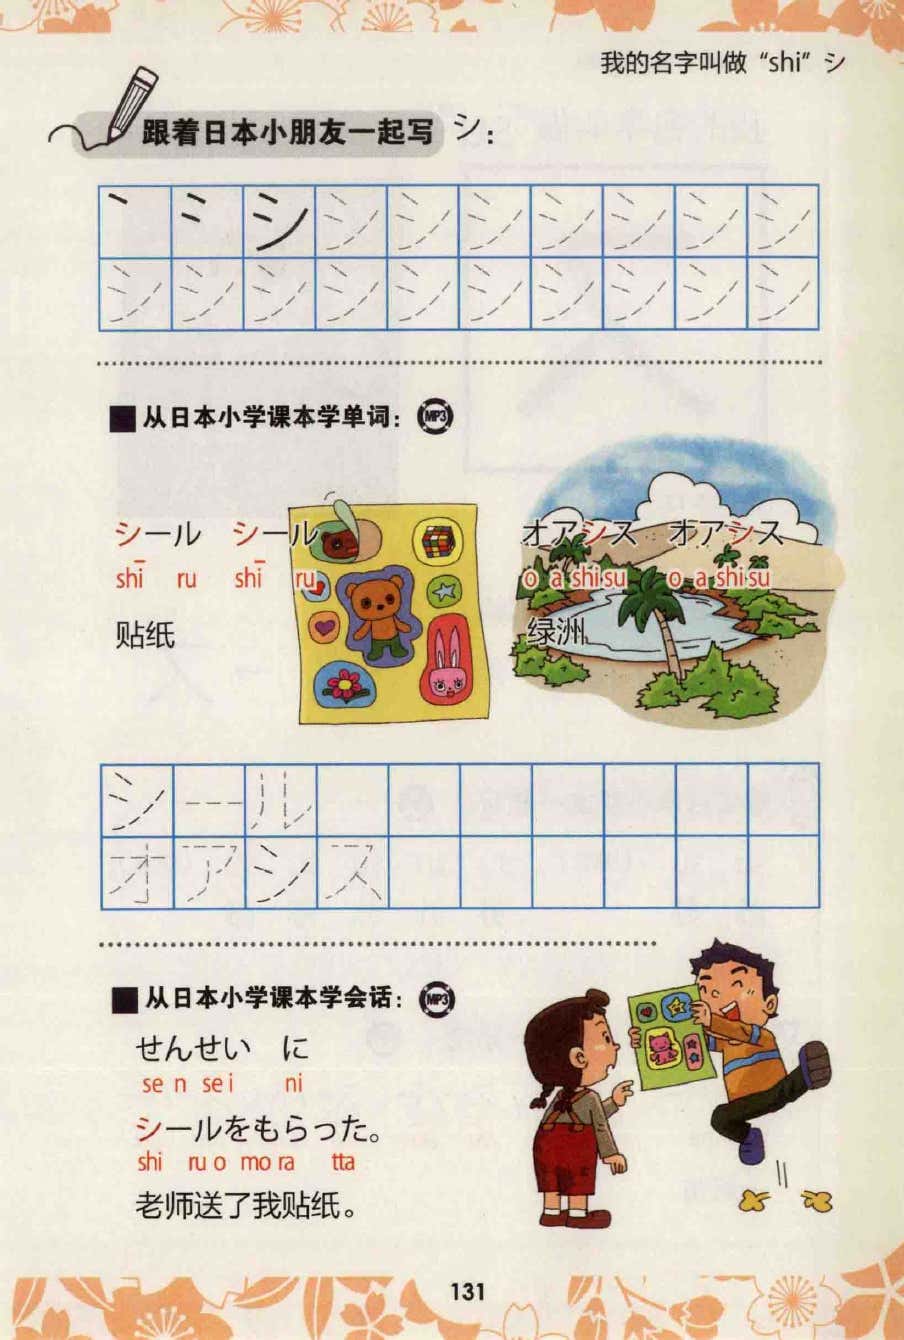 我的名字叫做“shi”シ
跟着日本小朋友一起写 シ：
シ シ シ シ シ シ シ シ
シ シ シ シ シ シ シ シ シ シ
从日本小学课本学单词： MP3
シール シール
shī ru shī ru
贴纸
オアシス オアシス
o a shi su o a shi su
绿洲
シール
オアシス
从日本小学课本学会话： MP3
せんせい に
se n se i ni
シールをもらった。
shi ru o mo ra tta
老师送了我贴纸。
131